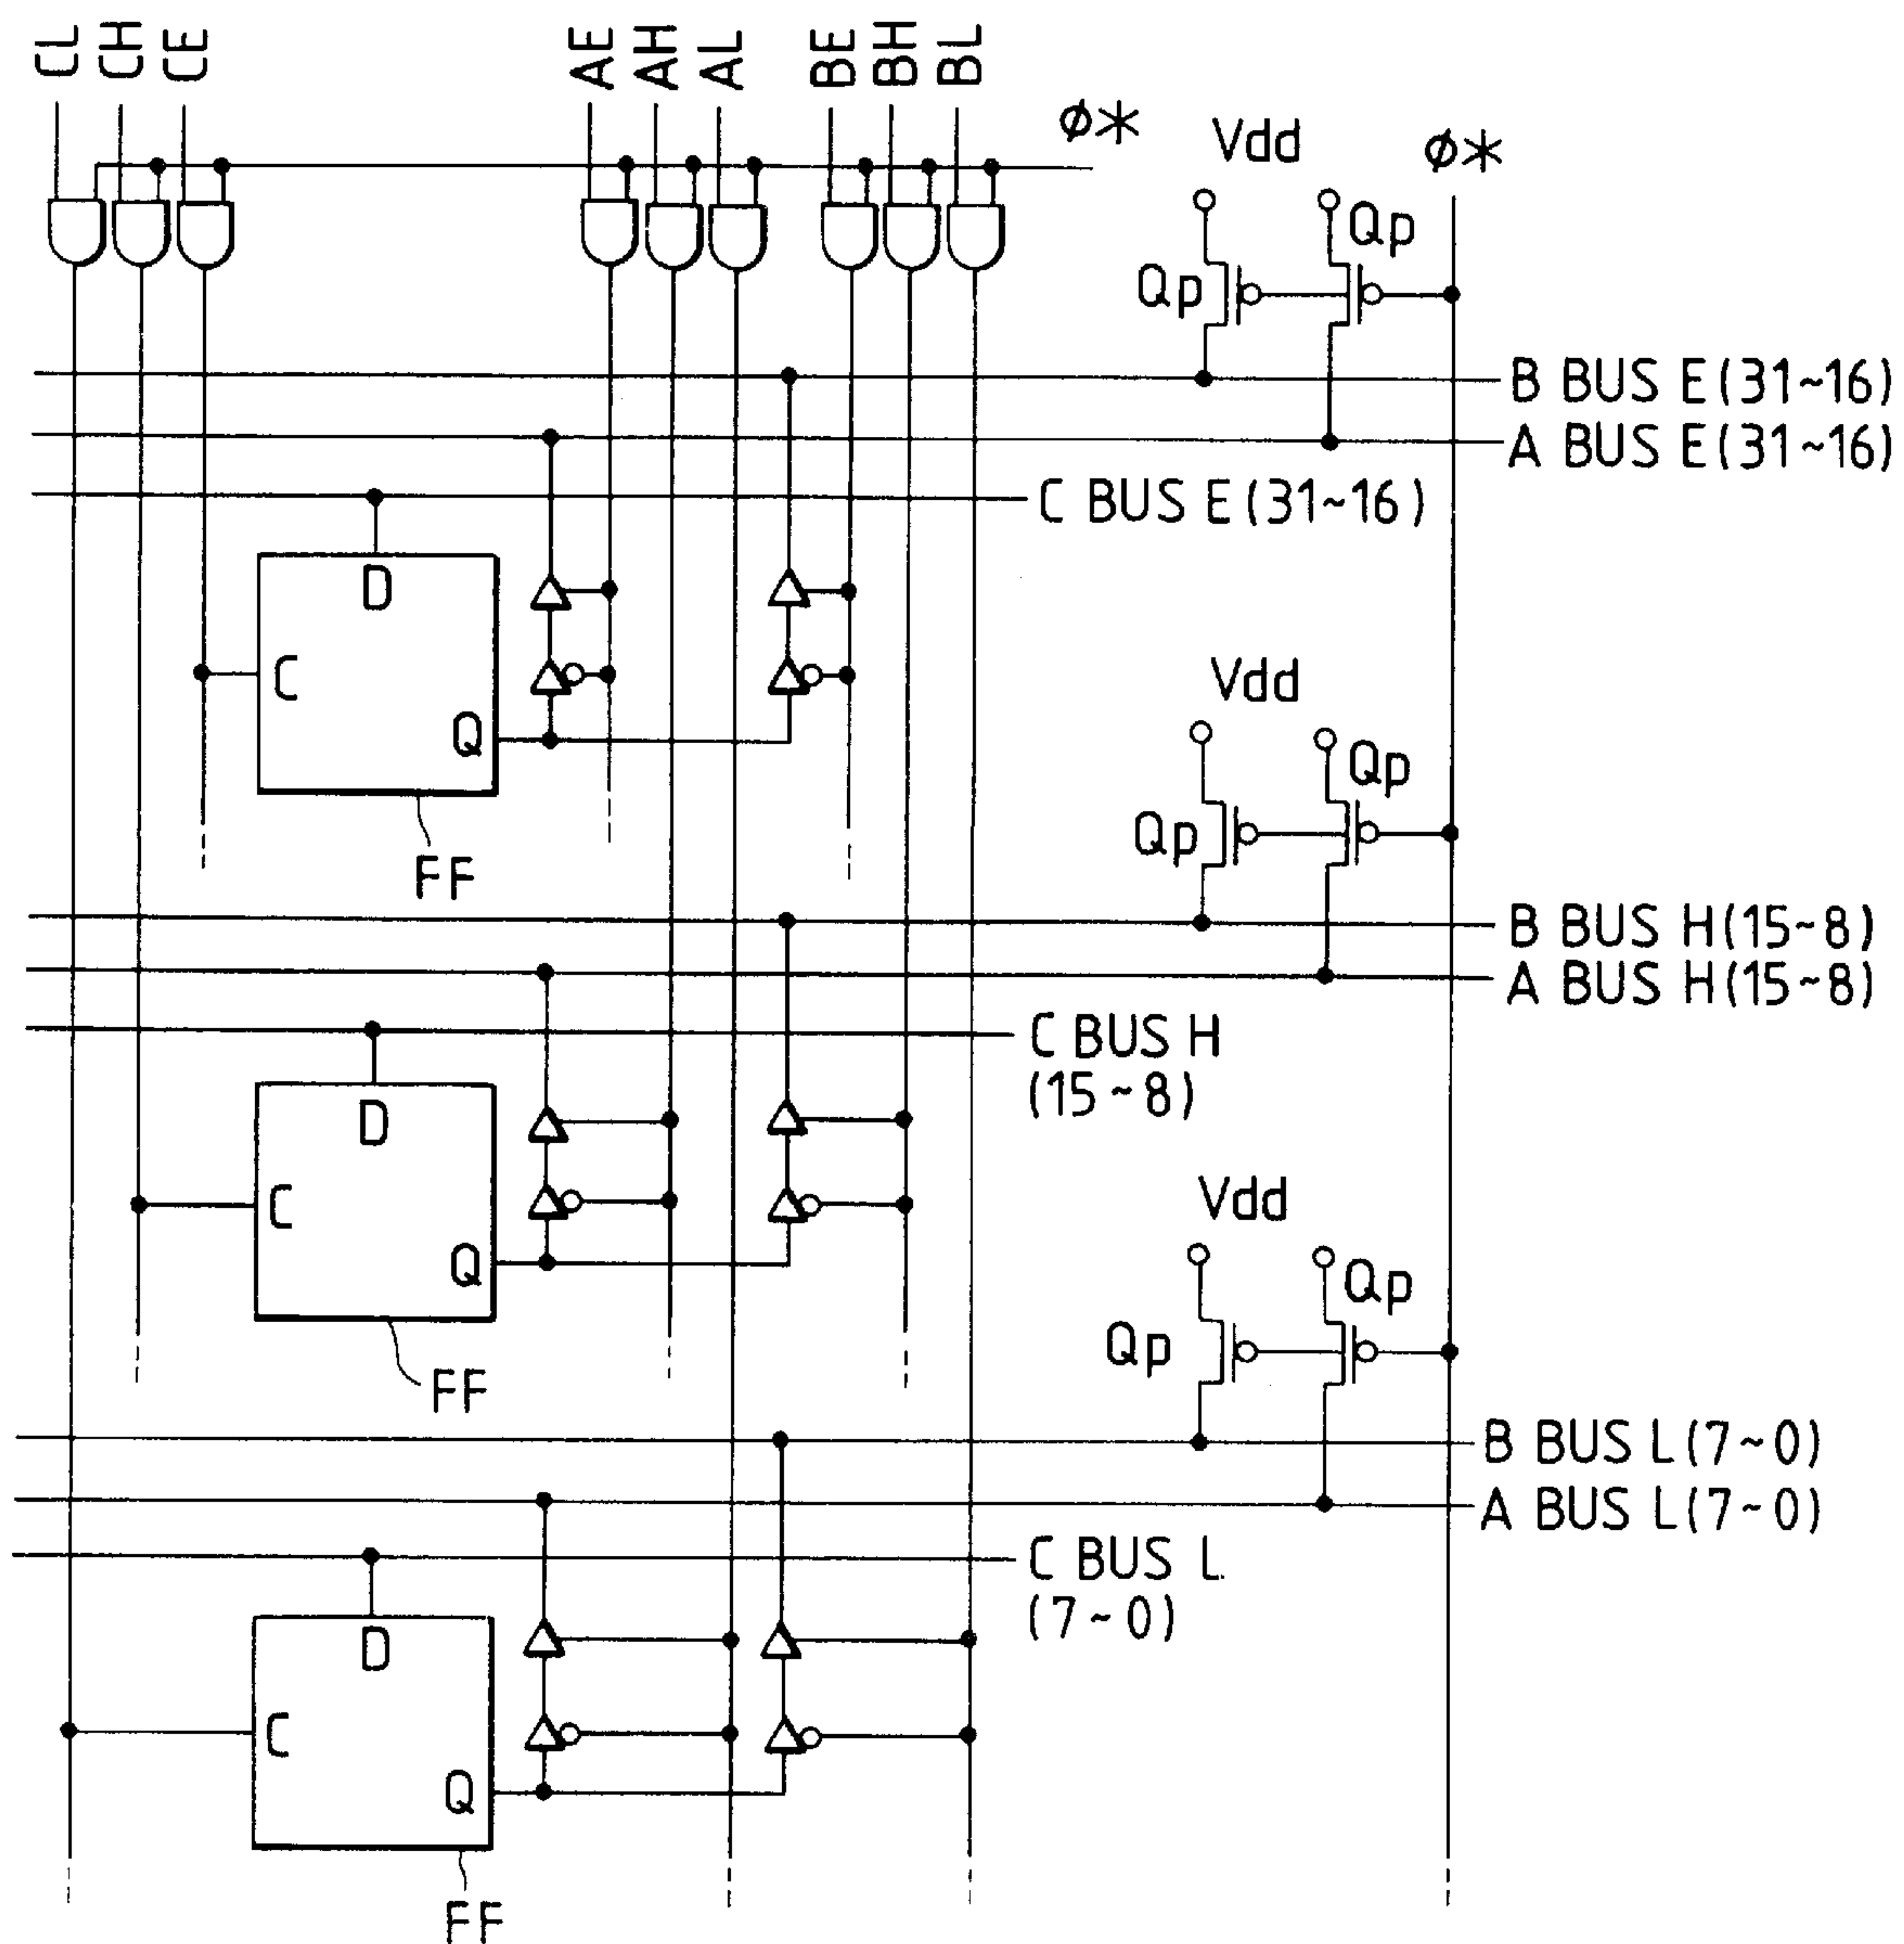 CL CH CE AE AH AL BE BH BL
ø*
Vdd
ø*
Qp
Qp
B BUS E(31~16)
A BUS E(31~16)
C BUS E(31~16)
D
C
Q
FF
Vdd
Qp
Qp
B BUS H(15~8)
A BUS H(15~8)
C BUS H
(15~8)
D
C
Q
FF
Vdd
Qp
Qp
B BUS L(7~0)
A BUS L(7~0)
C BUS L
(7~0)
D
C
Q
FF